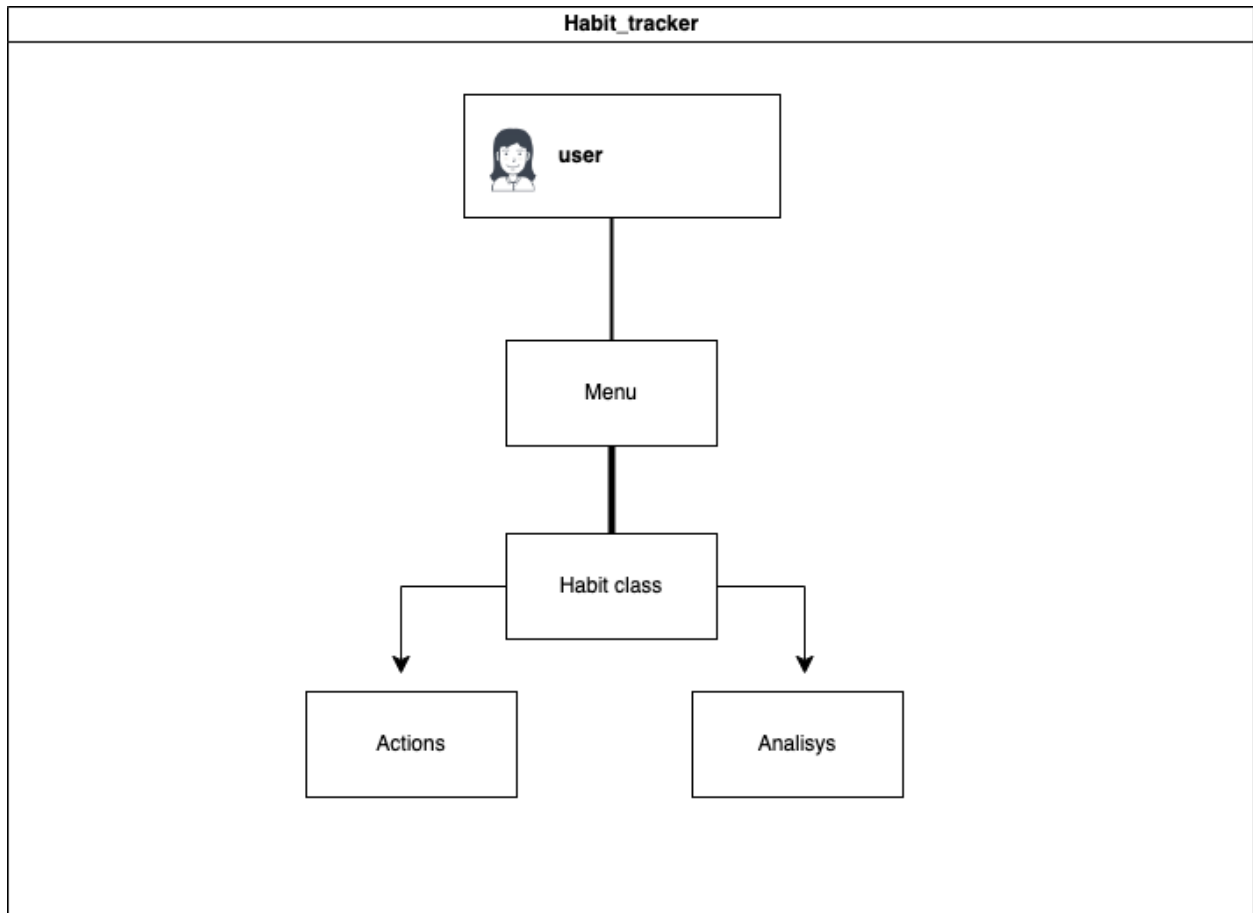 Habit_tracker
user
Menu
Habit class
Actions
Analisys